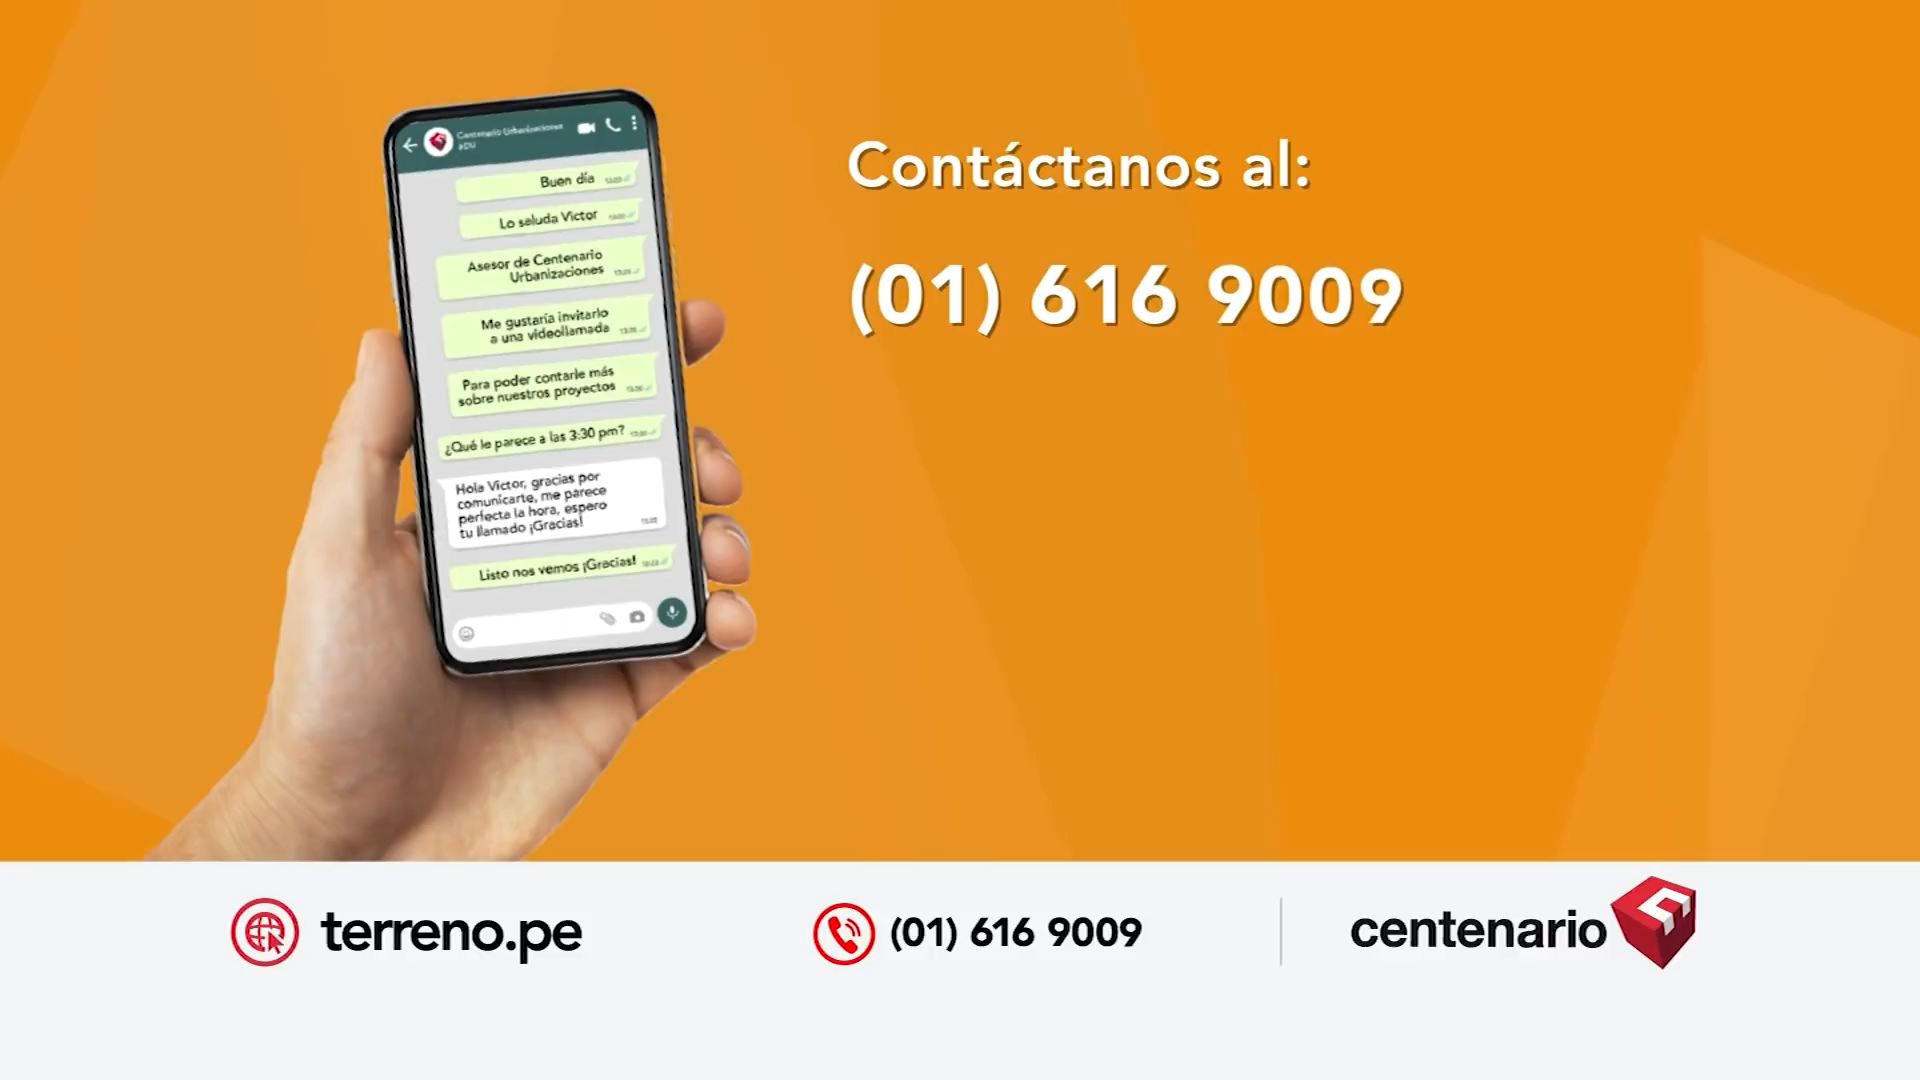 Centenario Urbanizaciones
Buen día
Lo saluda Victor
Asesor de Centenario
Urbanizaciones
Me gustaría invitarlo
a una videollamada
Para poder contarle más
sobre nuestros proyectos
¿Qué le parece a las 3:30 pm?
Hola Victor, gracias por
comunicarte, me parece
perfecta la hora, espero
tu llamado ¡Gracias!
Listo nos vemos ¡Gracias!
Contáctanos al:
(01) 616 9009
terreno.pe
(01) 616 9009
centenario